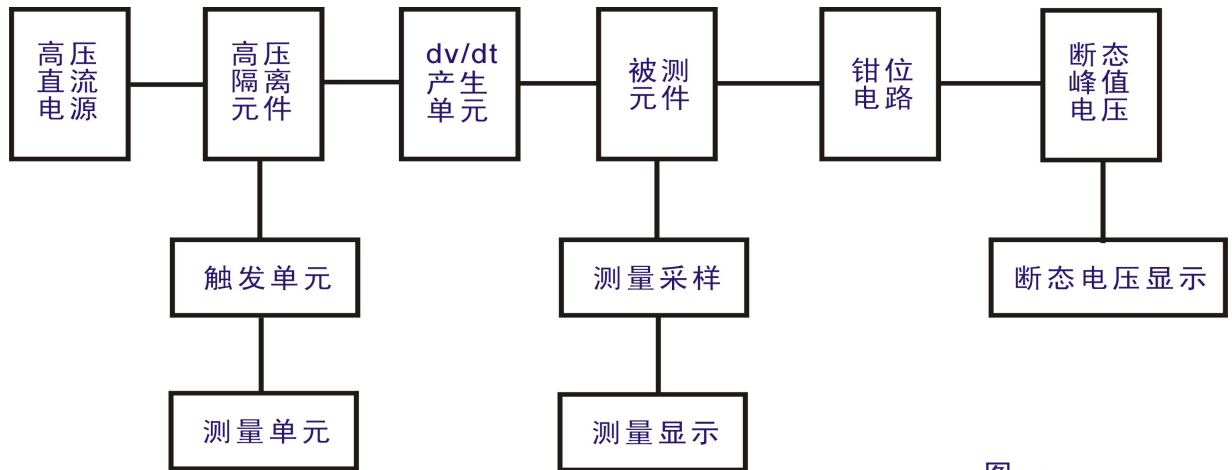 高压
直流
电源
高压
隔离
元件
dv/dt
产生
单元
被测
元件
钳位
电路
断态
峰值
电压
触发单元
测量采样
断态电压显示
测量单元
测量显示
图